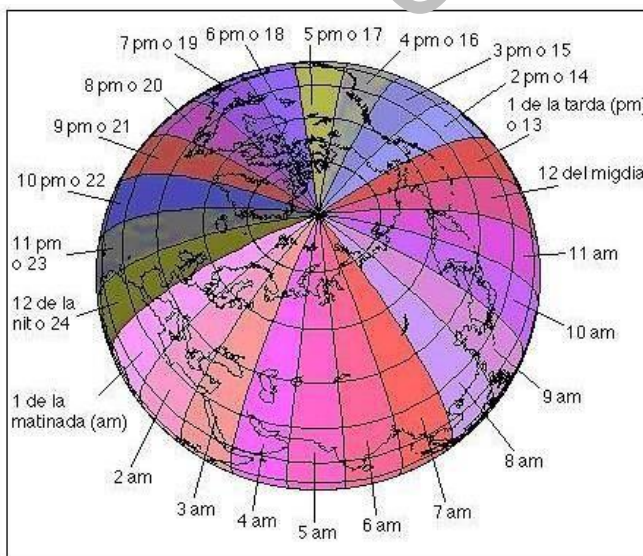 7 pm o 19
6 pm o 18
5 pm o 17
4 pm o 16
3 pm o 15
2 pm o 14
8 pm o 20
1 de la tarda (pm)
o 13
9 pm o 21
12 del migdia
10 pm o 22
11 am
11 pm
o 23
10 am
12 de la
nit o 24
9 am
1 de la
matinada (am)
8 am
2 am
7 am
3 am
6 am
4 am
5 am